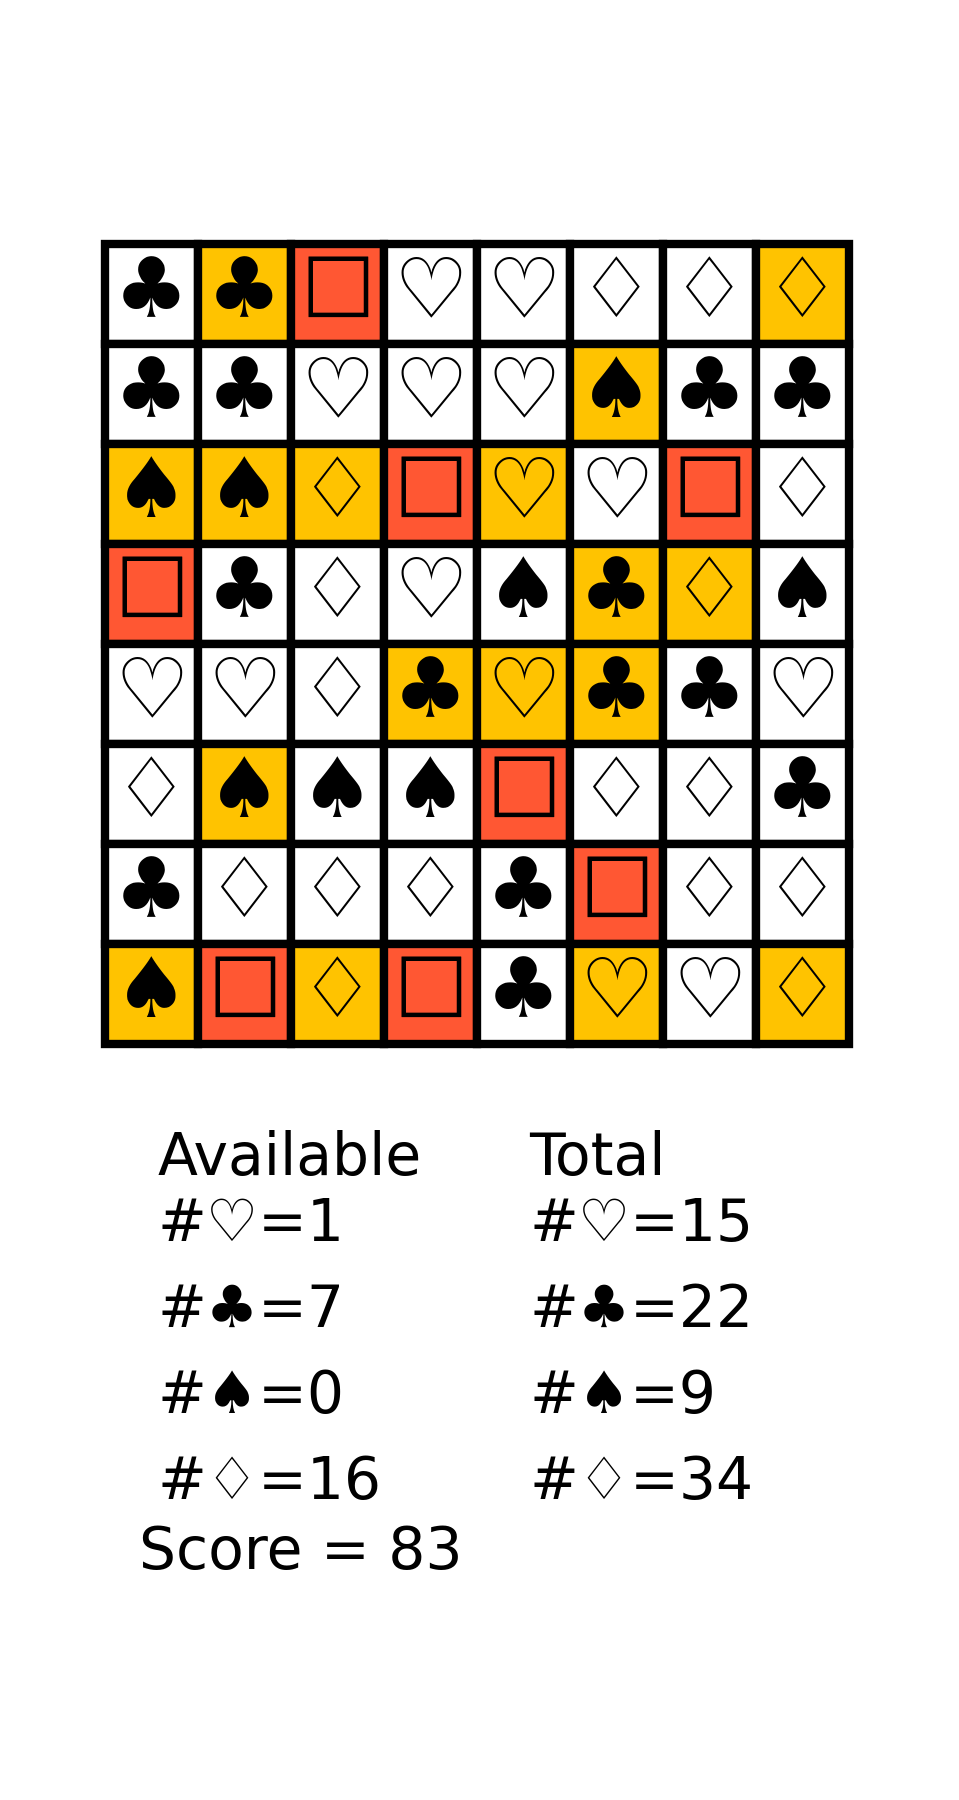 ♣ ♣ □ ♡ ♡ ♢ ♢ ♢
♣ ♣ ♡ ♡ ♡ ♠ ♣ ♣
♠ ♠ ♢ □ ♡ ♡ □ ♢
□ ♣ ♢ ♡ ♠ ♣ ♢ ♠
♡ ♡ ♢ ♣ ♡ ♣ ♣ ♡
♢ ♠ ♠ ♠ □ ♢ ♢ ♣
♣ ♢ ♢ ♢ ♣ □ ♢ ♢
♠ □ ♢ □ ♣ ♡ ♡ ♢
Available Total
#♡=1 #♡=15
#♣=7 #♣=22
#♠=0 #♠=9
#♢=16 #♢=34
Score = 83